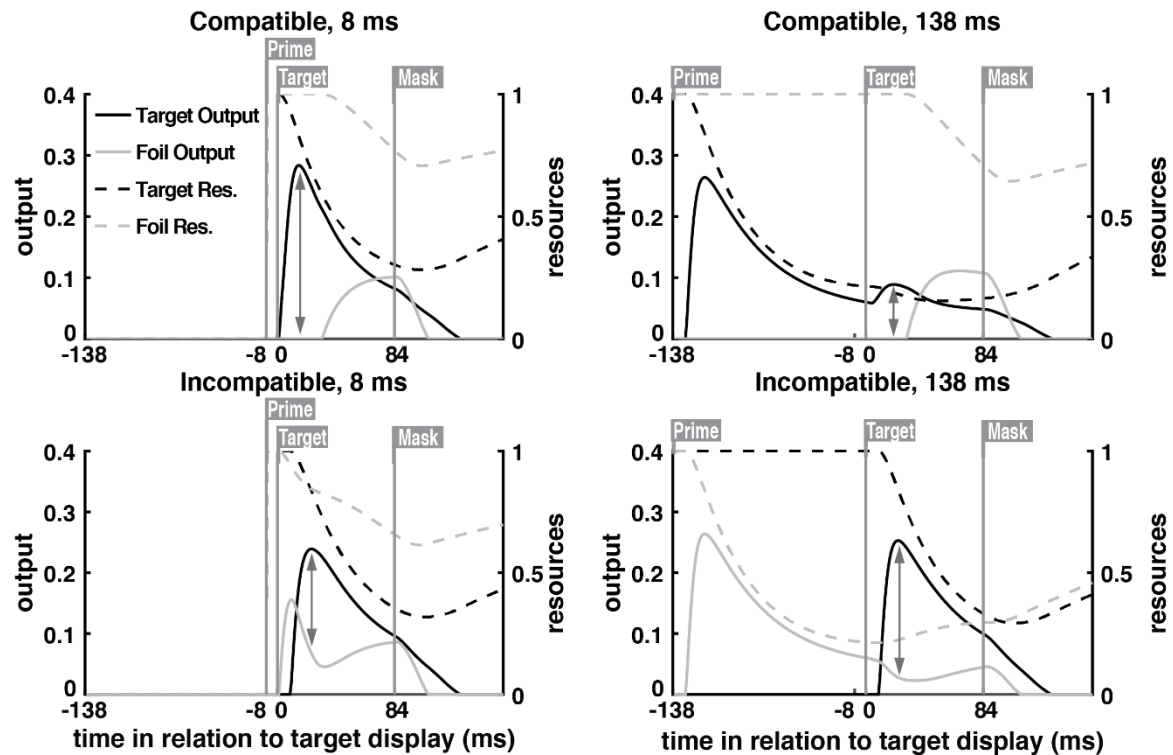 Compatible, 8 ms
Prime
Target
Mask
0.4
0.3
0.2
0.1
0
output
Target Output
Foil Output
Target Res.
Foil Res.
1
0.5
0
resources
-138
-8 0
84
Compatible, 138 ms
Prime
Target
Mask
0.4
0.3
0.2
0.1
0
output
1
0.5
0
resources
-138
-8 0
84
Incompatible, 8 ms
Prime
Target
Mask
0.4
0.3
0.2
0.1
0
output
1
0.5
0
resources
-138
-8 0
84
time in relation to target display (ms)
Incompatible, 138 ms
Prime
Target
Mask
0.4
0.3
0.2
0.1
0
output
1
0.5
0
resources
-138
-8 0
84
time in relation to target display (ms)